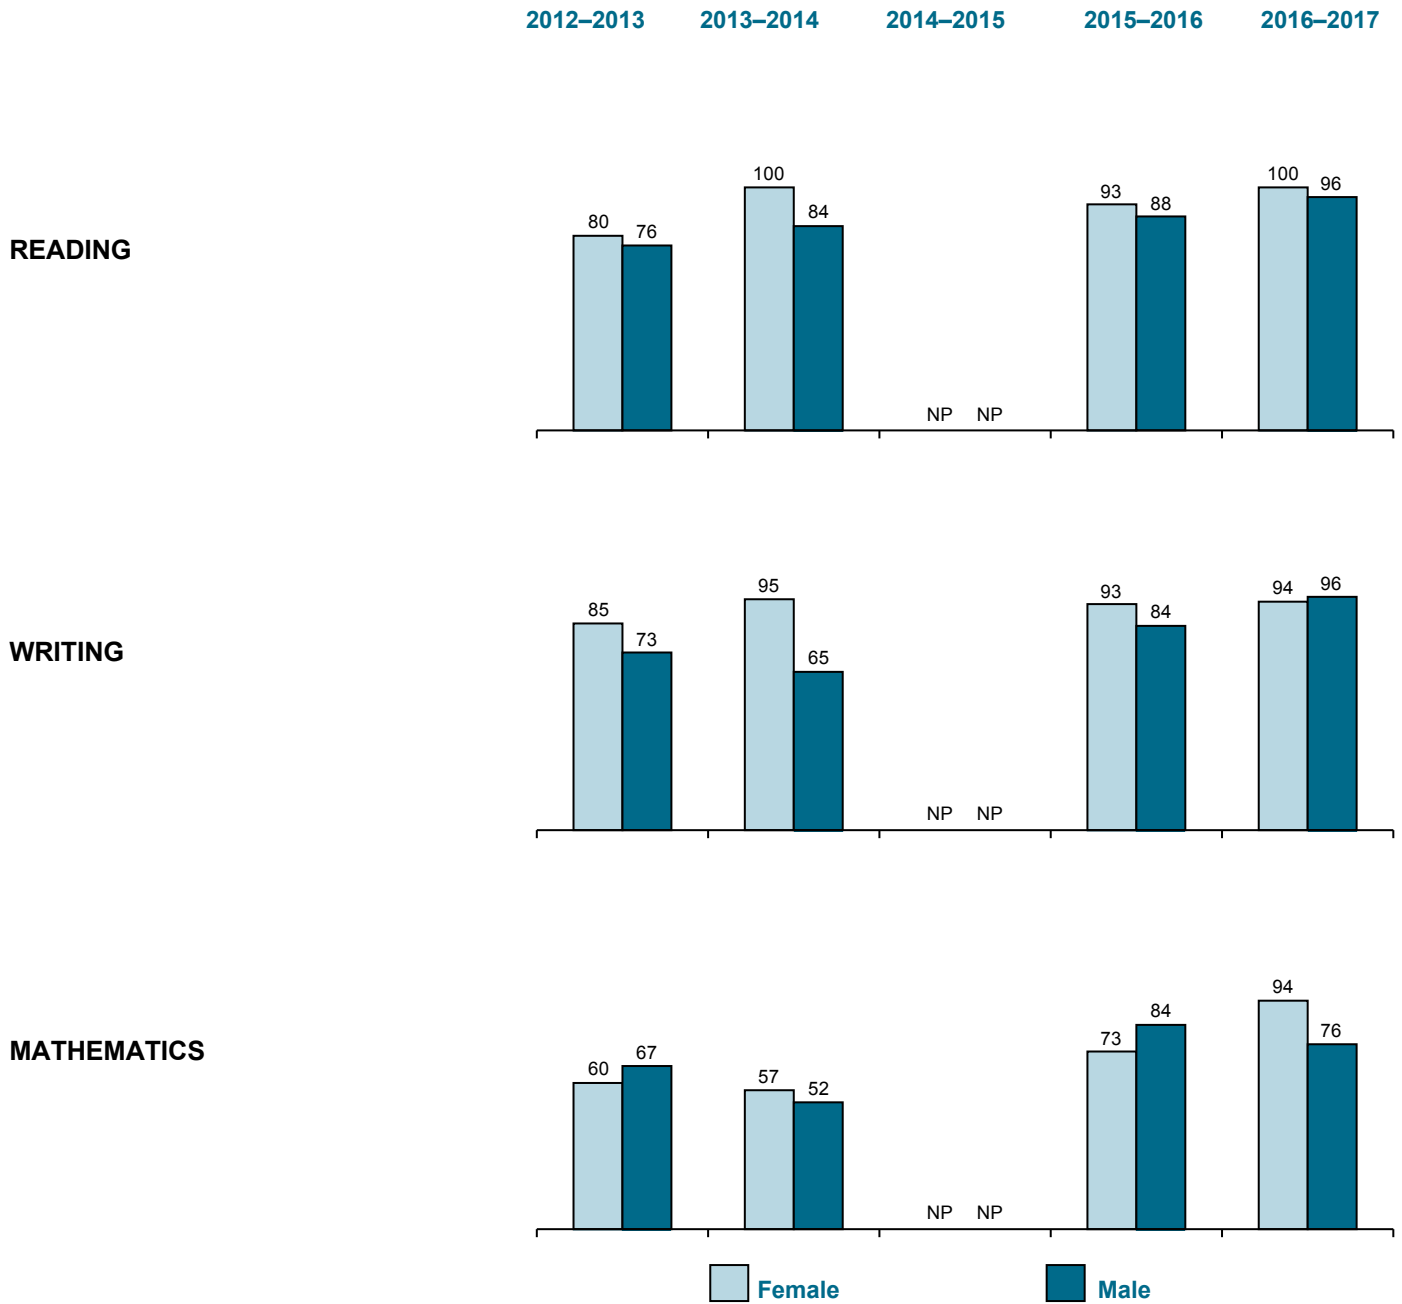 2012–2013 2013–2014 2014–2015 2015–2016 2016–2017
READING
80 76 100 84 NP NP 93 88 100 96
WRITING
85 73 95 65 NP NP 93 84 94 96
MATHEMATICS
60 67 57 52 NP NP 73 84 94 76
Female Male